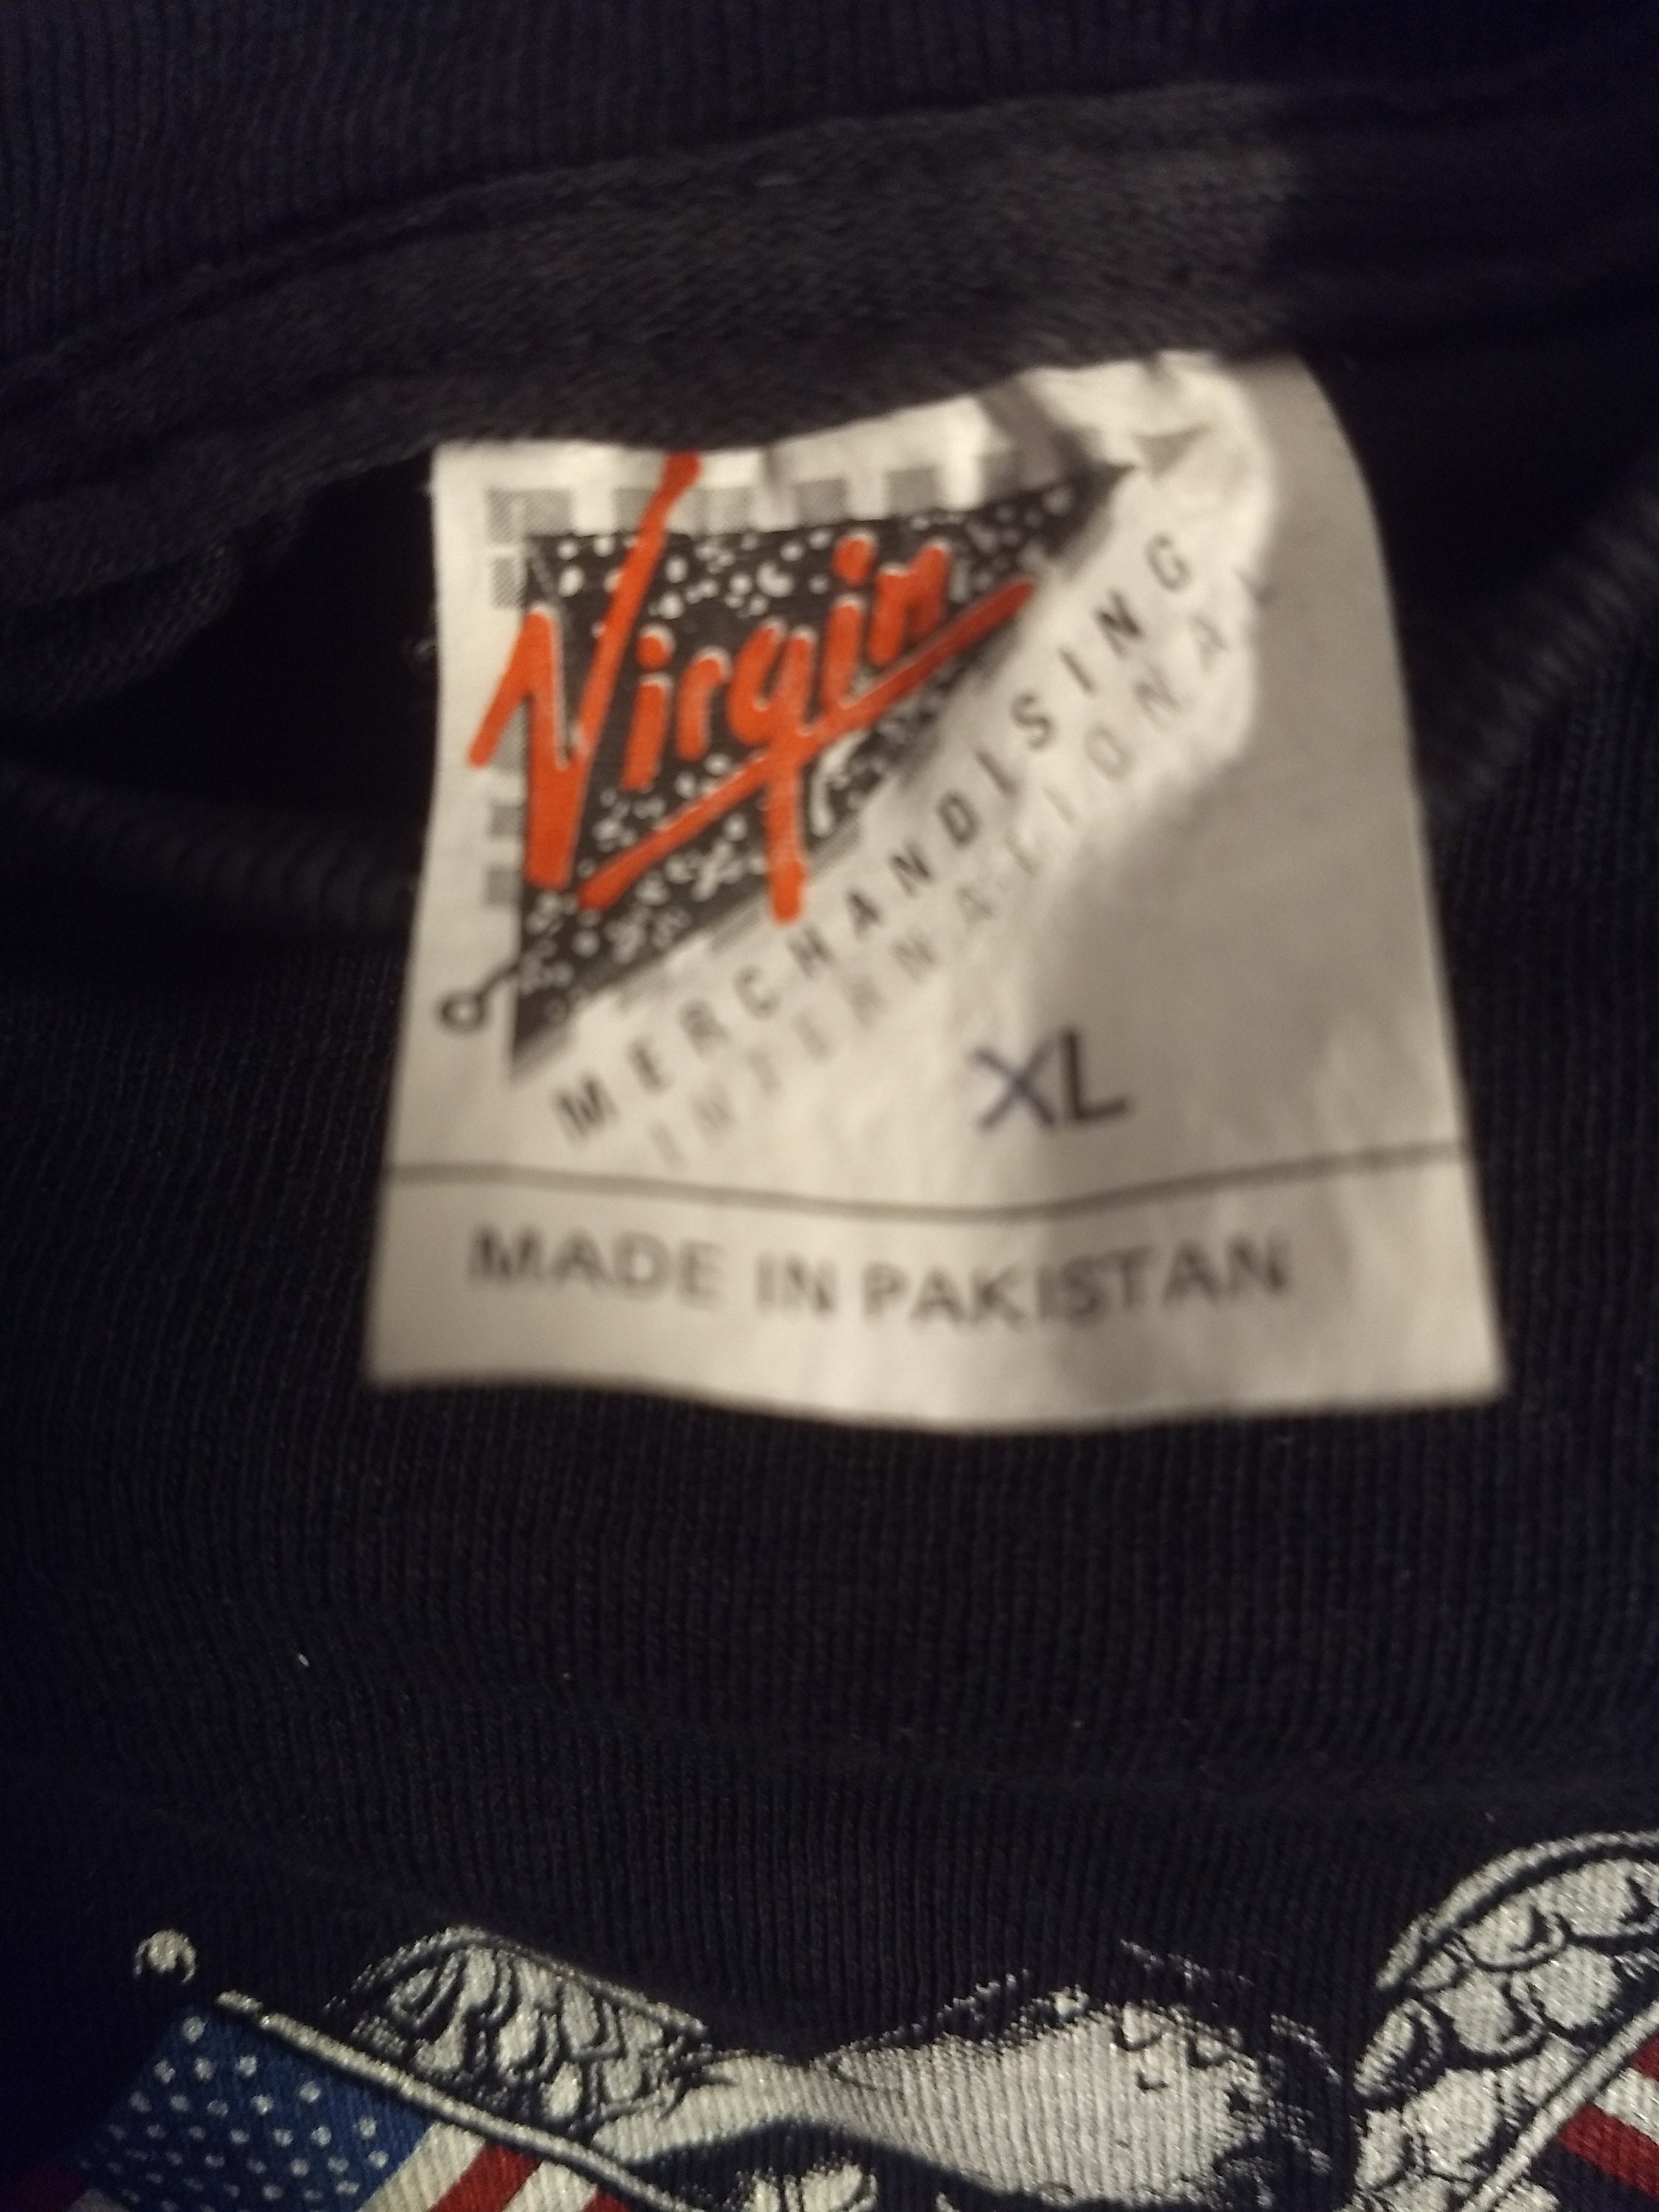 Virgin
MERCHANDISING
INTERNATIONAL
XL
MADE IN PAKISTAN